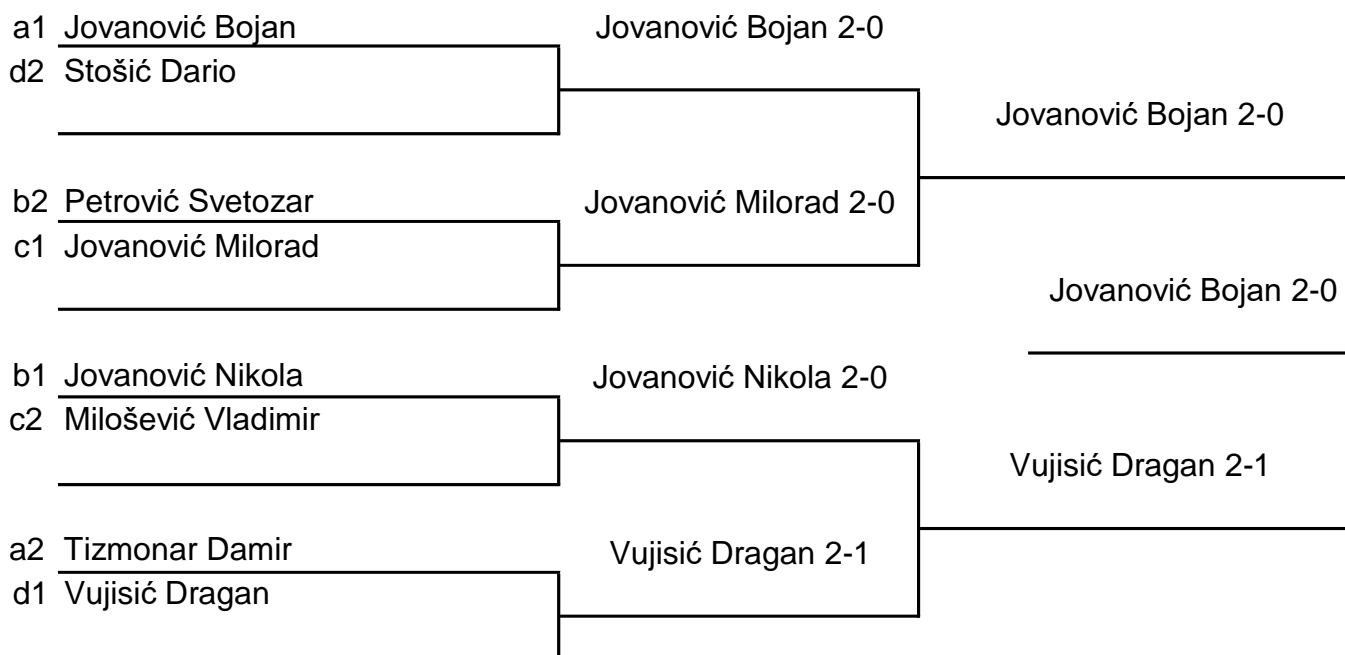 a1 Jovanović Bojan
Jovanović Bojan 2-0
d2 Stošić Dario
Jovanović Bojan 2-0
b2 Petrović Svetozar
Jovanović Milorad 2-0
c1 Jovanović Milorad
Jovanović Bojan 2-0
b1 Jovanović Nikola
Jovanović Nikola 2-0
c2 Milošević Vladimir
Vujisić Dragan 2-1
a2 Tizmonar Damir
Vujisić Dragan 2-1
d1 Vujisić Dragan